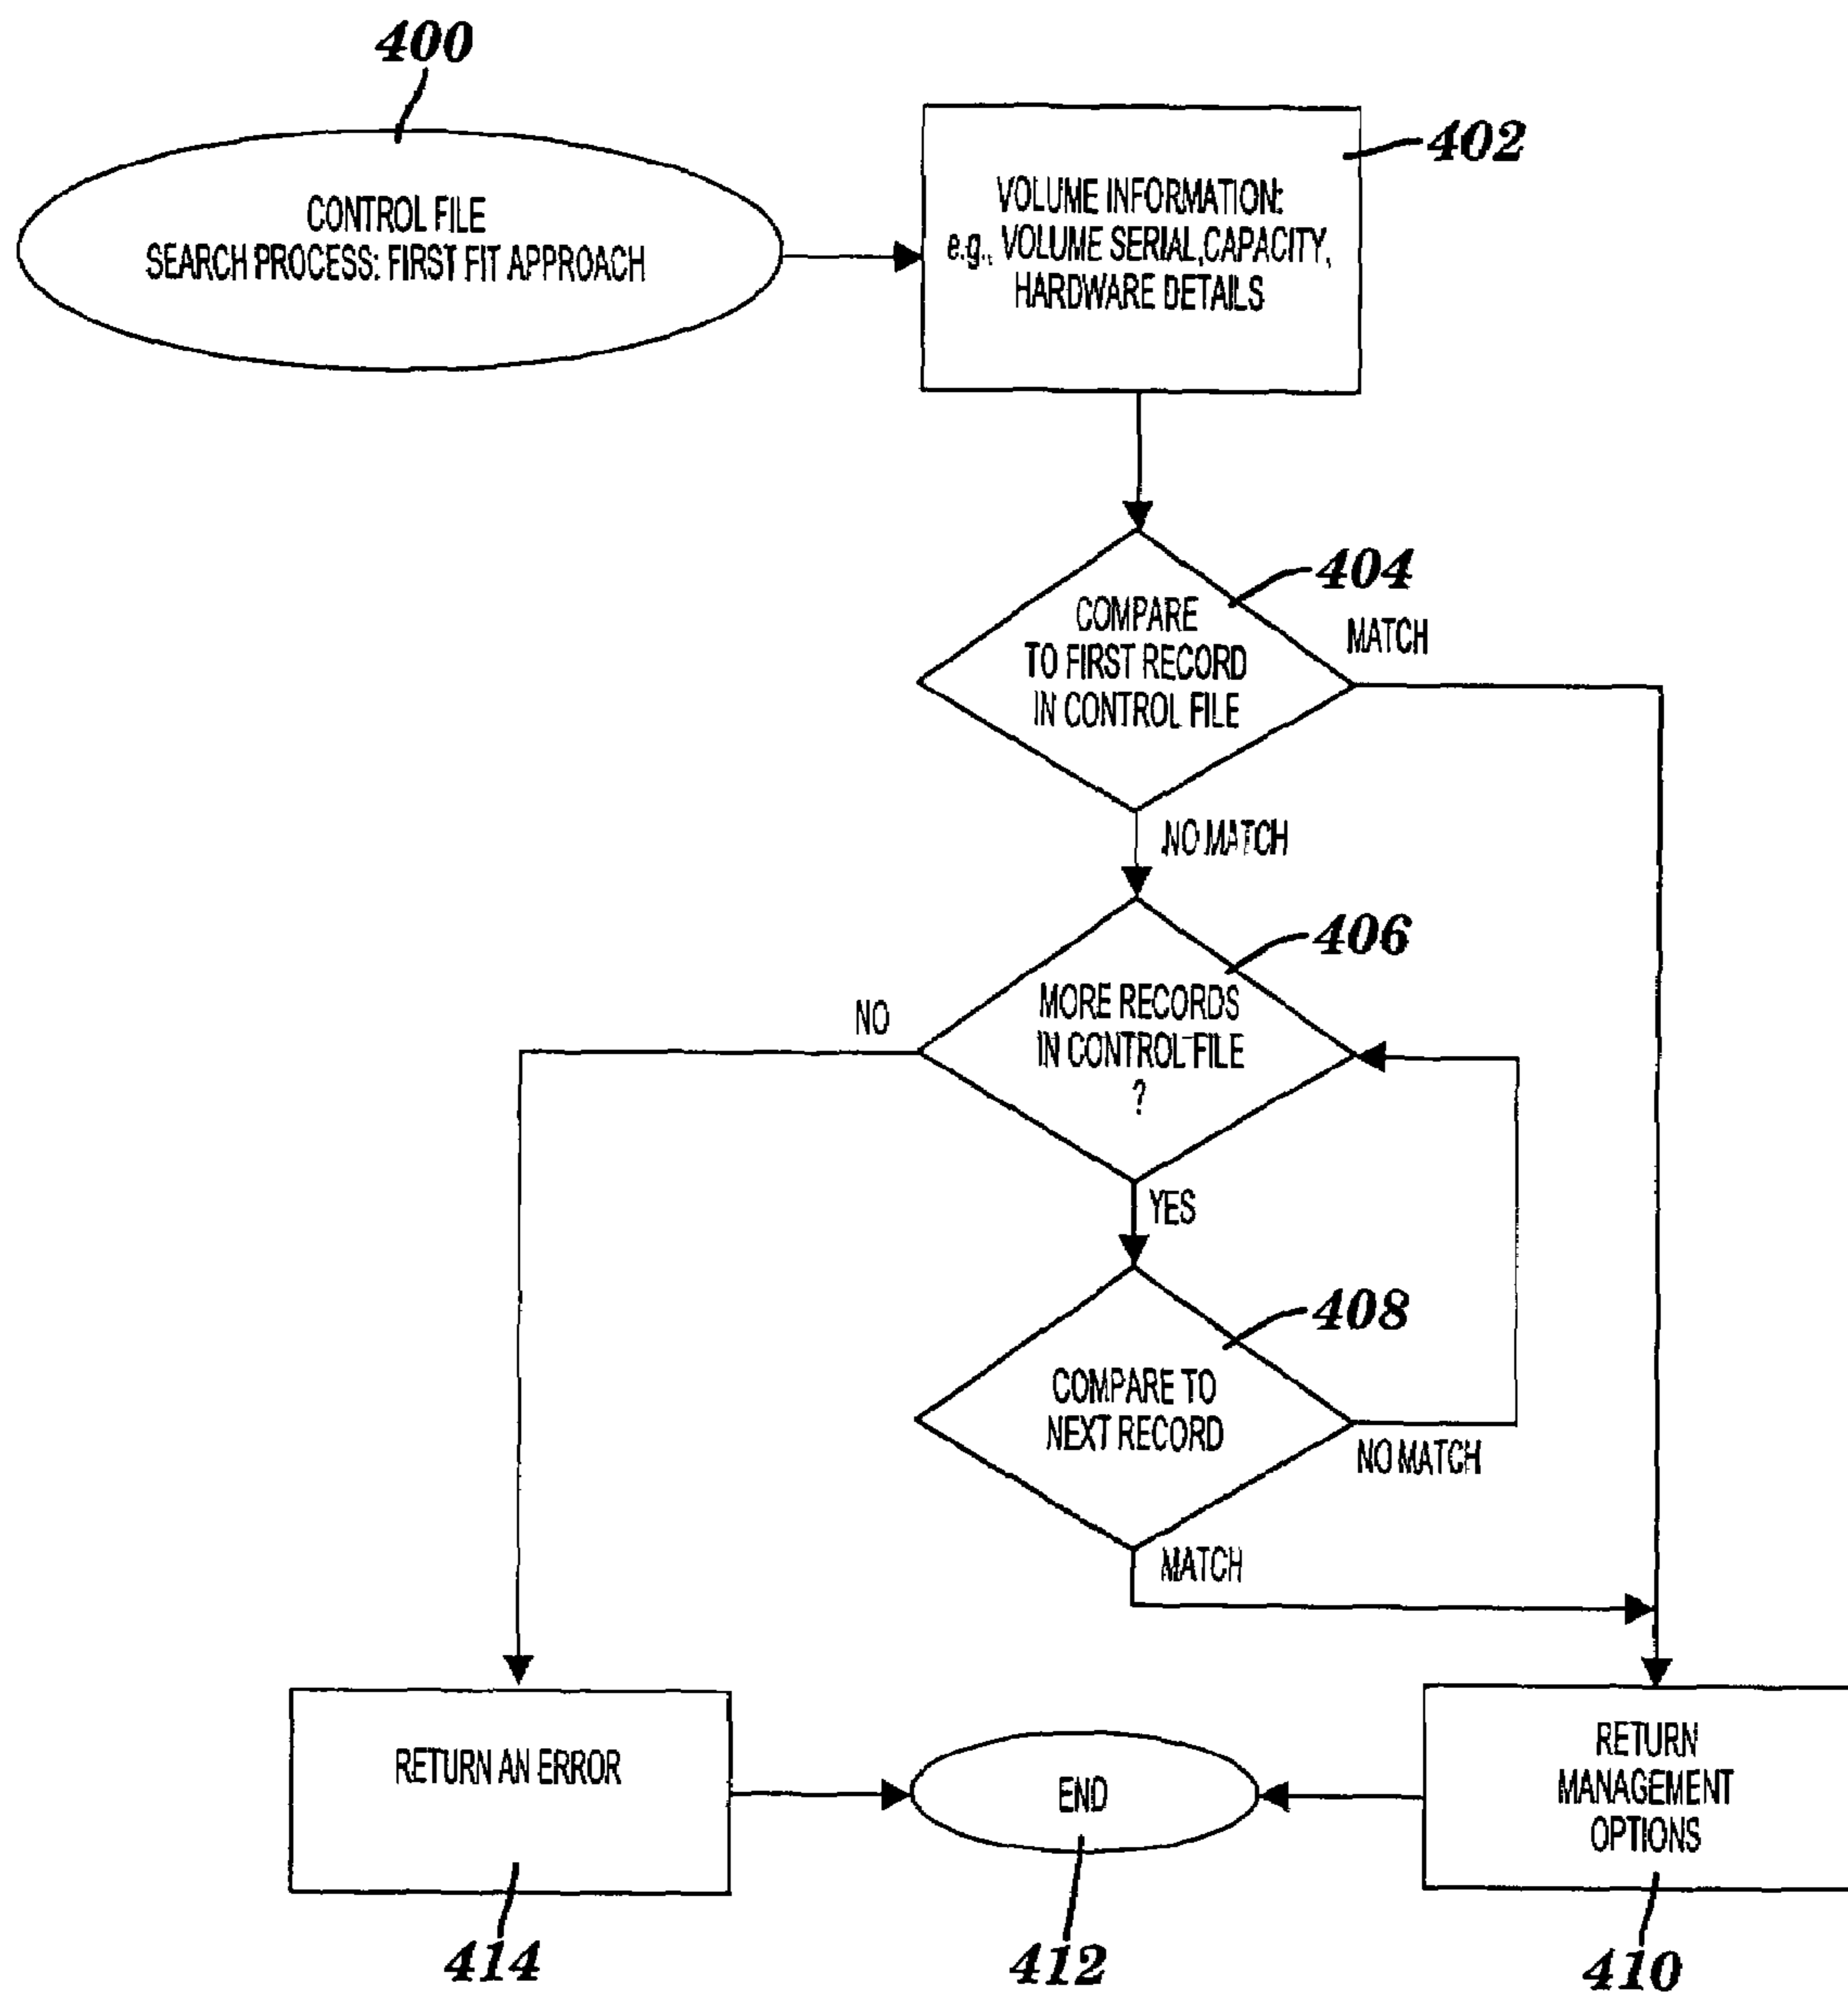 400
CONTROL FILE
SEARCH PROCESS: FIRST FIT APPROACH
402
VOLUME INFORMATION:
e.g., VOLUME SERIAL,CAPACITY,
HARDWARE DETAILS
404
COMPARE
TO FIRST RECORD
IN CONTROL FILE
MATCH
NO MATCH
406
MORE RECORDS
IN CONTROL FILE
?
NO
YES
408
COMPARE TO
NEXT RECORD
NO MATCH
MATCH
RETURN AN ERROR
414
END
412
RETURN
MANAGEMENT
OPTIONS
410